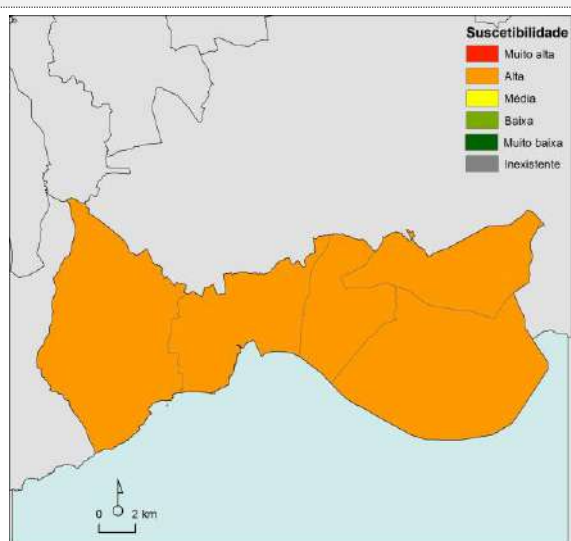 Suscetibilidade
Muito alta
Alta
Média
Baixa
Muito baixa
Inexistente
0 2 km